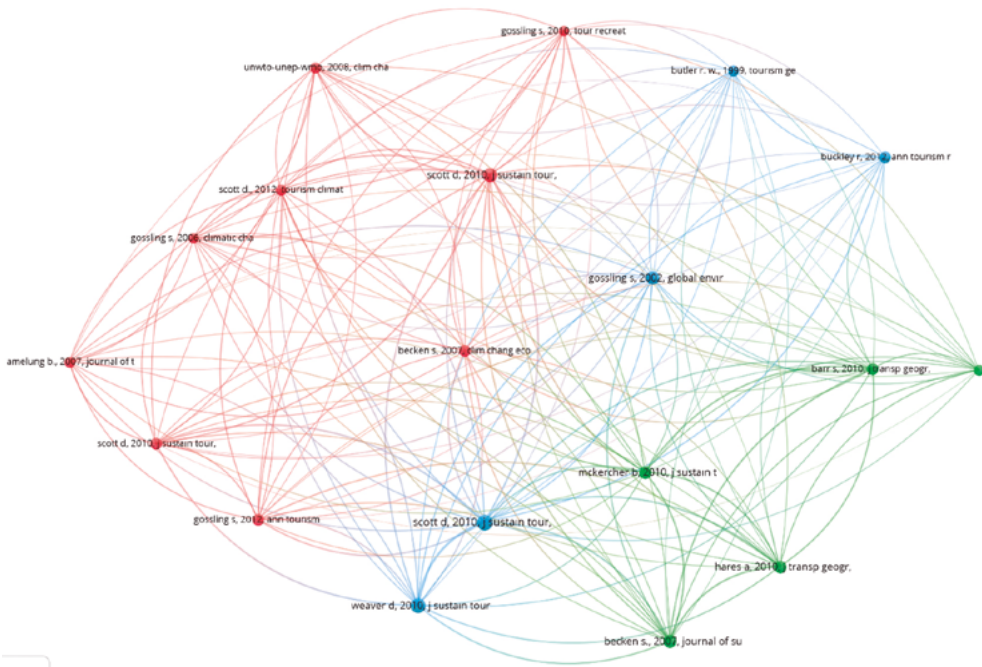 gossling s, 2010, tour recreat
unwto-unep-wmo, 2008, clim cha
butler r. w., 1999, tourism ge
buckley r, 2012, ann tourism r
scott d, 2010, j sustain tour,
scott d., 2012, tourism climat
gossling s, 2006, climatic cha
gossling s, 2002, global envir
becken s, 2007, clim chang eco
amelung b., 2007, journal of t
barr s, 2010, j transp geogr,
scott d, 2010, j sustain tour,
mckercher b, 2010, j sustain t
gossling s, 2012, ann tourism
scott d, 2010, j sustain tour,
hares a, 2010, j transp geogr,
weaver d, 2010, j sustain tour
becken s., 2007, journal of su